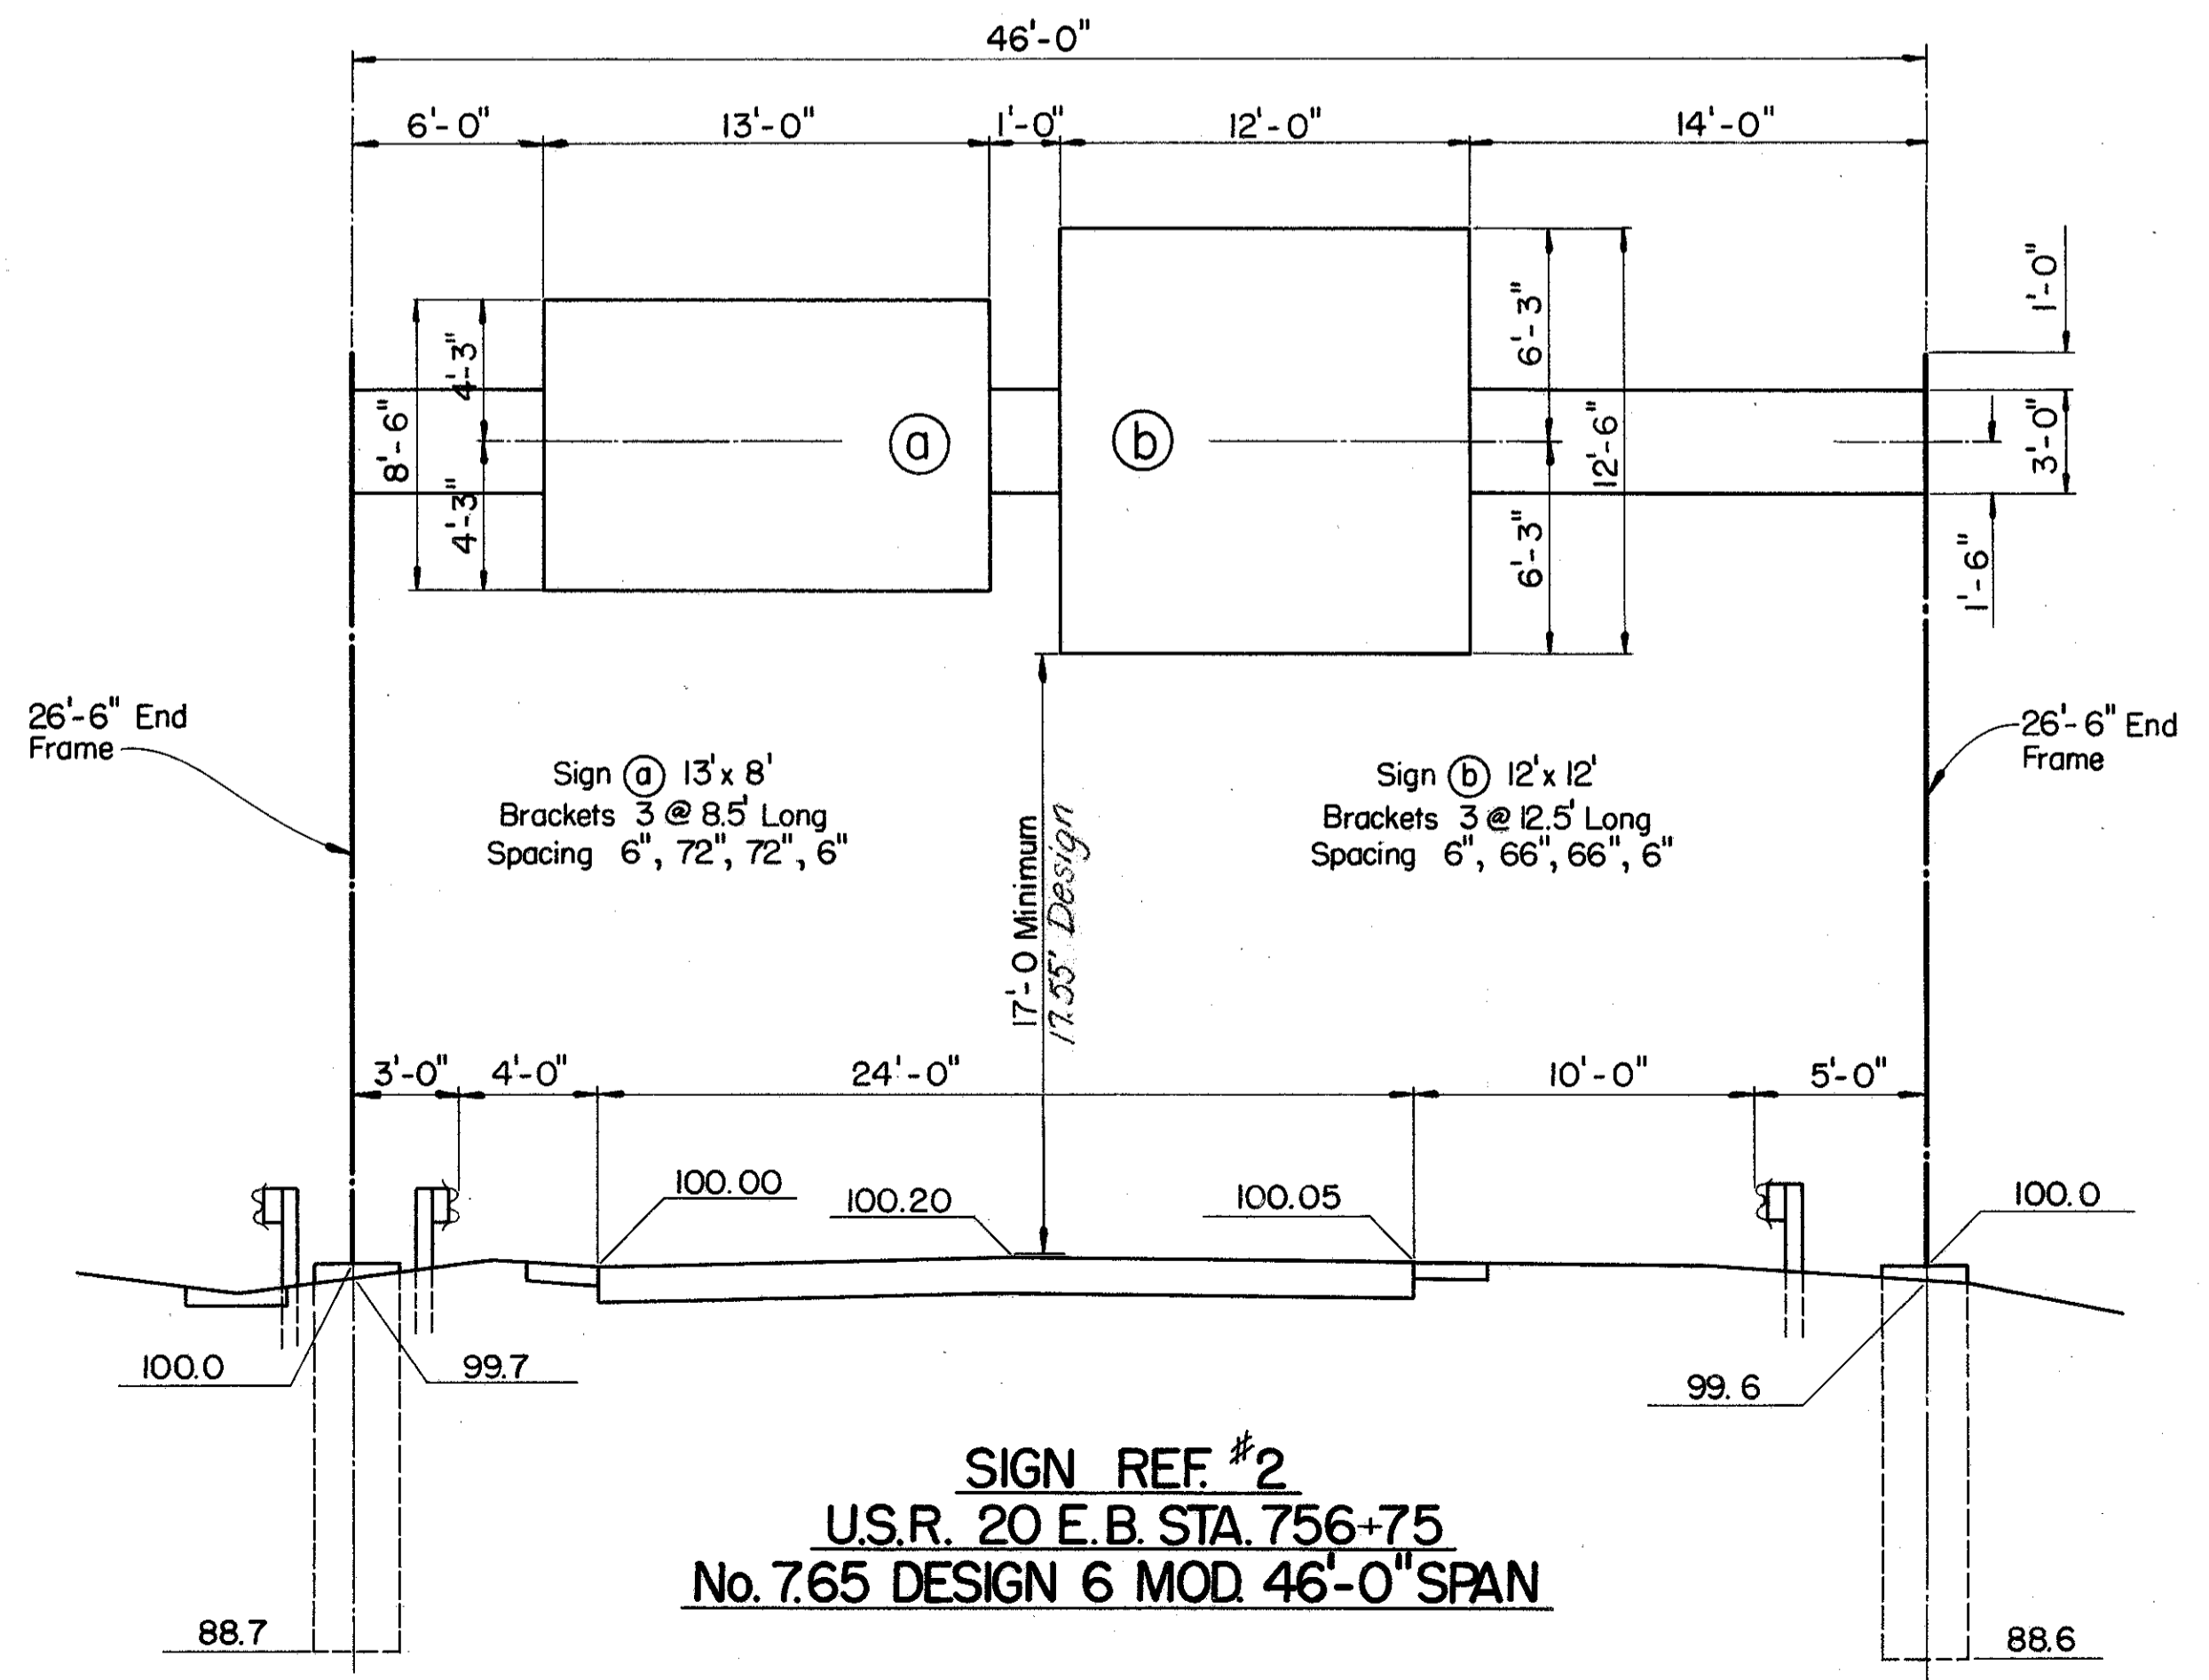 46'-0"
6'-0" 13'-0" 1'-0" 12'-0" 14'-0"
1'-0"
6'-3"
4'-3"
8'-6"
a
b
12'-6"
3'-0"
4'-3"
6'-3"
1'-6"
26'-6" End
Frame
26'-6" End
Frame
Sign a 13' x 8'
Brackets 3 @ 8.5' Long
Spacing 6", 72", 72", 6"
17'-0 Minimum
17.55' Design
Sign b 12' x 12'
Brackets 3 @ 12.5' Long
Spacing 6", 66", 66", 6"
3'-0" 4'-0" 24'-0" 10'-0" 5'-0"
100.00
100.20
100.05
100.0
100.0
99.7
99.6
SIGN REF. #2
U.S.R. 20 E.B. STA. 756+75
No. 7.65 DESIGN 6 MOD. 46'-0" SPAN
88.7
88.6